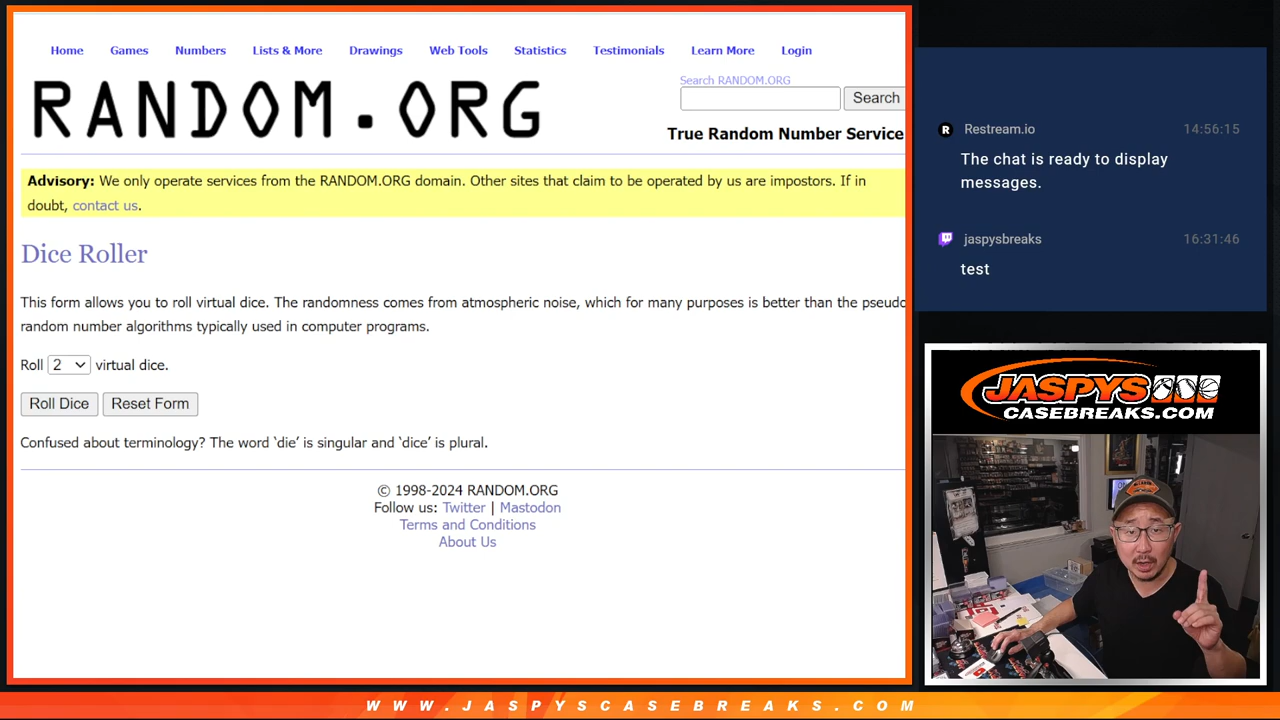 Home Games Numbers Lists & More Drawings Web Tools Statistics Testimonials Learn More Login
RANDOM.ORG
Search RANDOM.ORG
Search
True Random Number Service
Advisory: We only operate services from the RANDOM.ORG domain. Other sites that claim to be operated by us are impostors. If in
doubt, contact us.
Dice Roller
This form allows you to roll virtual dice. The randomness comes from atmospheric noise, which for many purposes is better than the pseudo
random number algorithms typically used in computer programs.
Roll 2 virtual dice.
Roll Dice Reset Form
Confused about terminology? The word ‘die’ is singular and ‘dice’ is plural.
© 1998-2024 RANDOM.ORG
Follow us: Twitter | Mastodon
Terms and Conditions
About Us
R Restream.io 14:56:15
The chat is ready to display
messages.
jaspysbreaks 16:31:46
test
JASPYS
CASEBREAKS.COM
WWW.JASPYSCASEBREAKS.COM